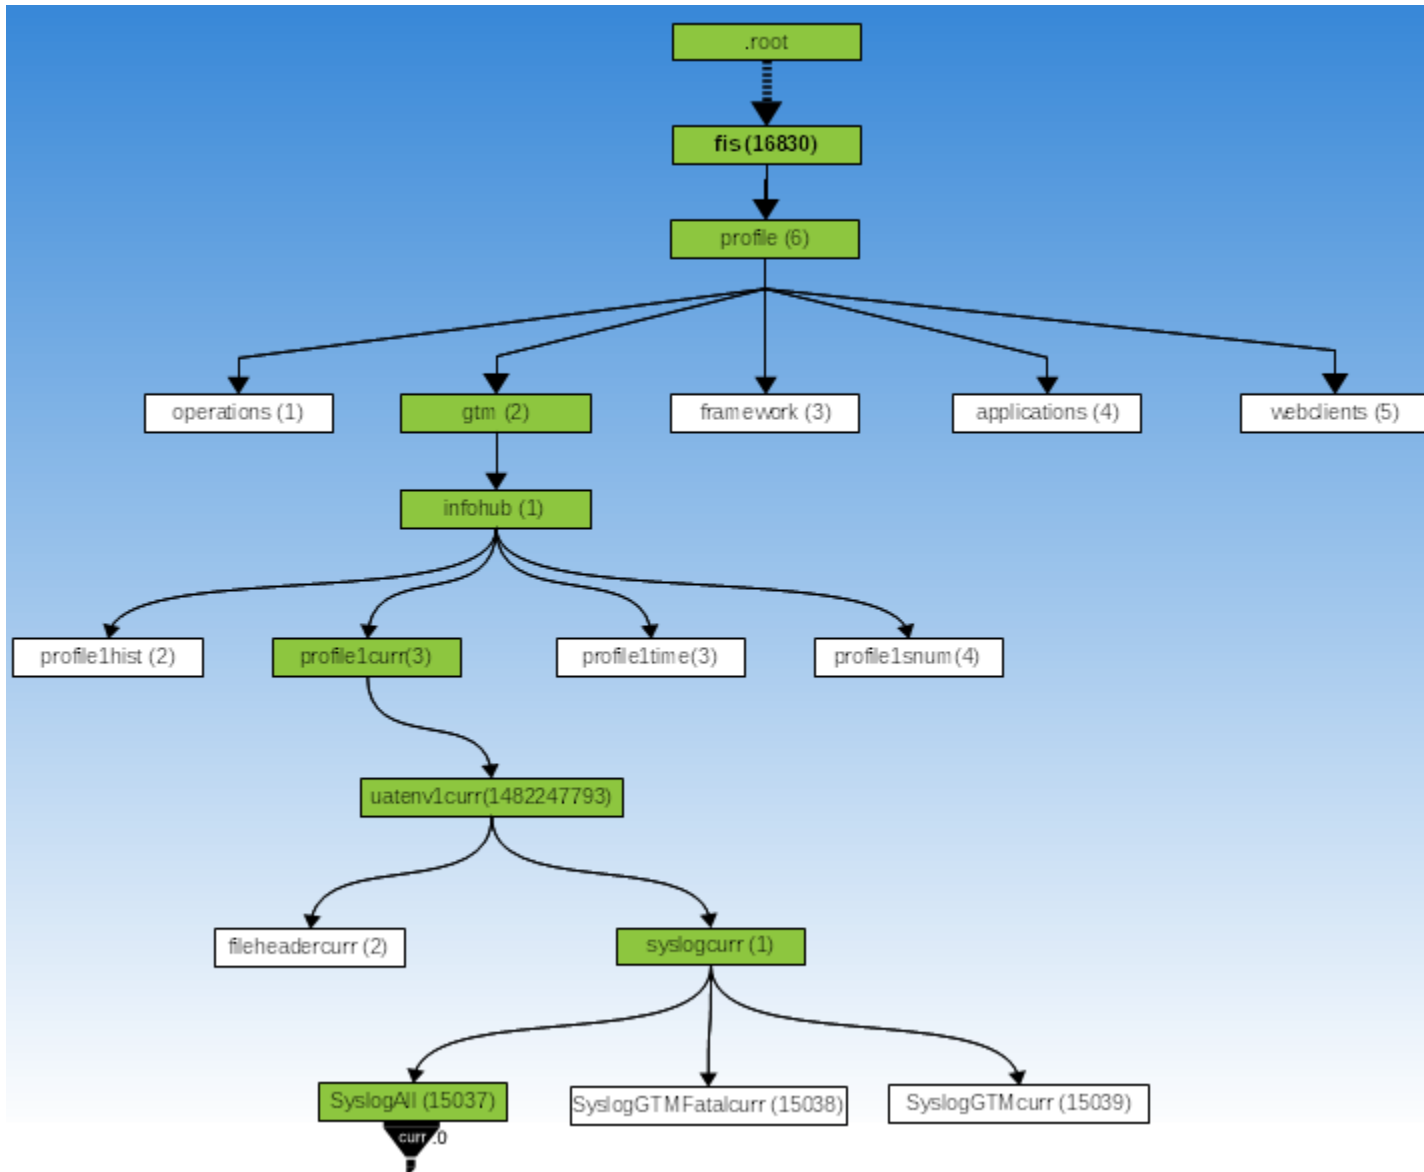 .root
fis(16830)
profile (6)
operations (1)
gtm (2)
framework (3)
applications (4)
webclients (5)
infohub (1)
profile1hist (2)
profile1curr(3)
profile1time(3)
profile1snum(4)
uatenv1curr(1482247793)
fileheadercurr (2)
syslogcurr (1)
SyslogAll (15037)
SyslogGTMFatalcurr (15038)
SyslogGTMcurr (15039)
curr .0